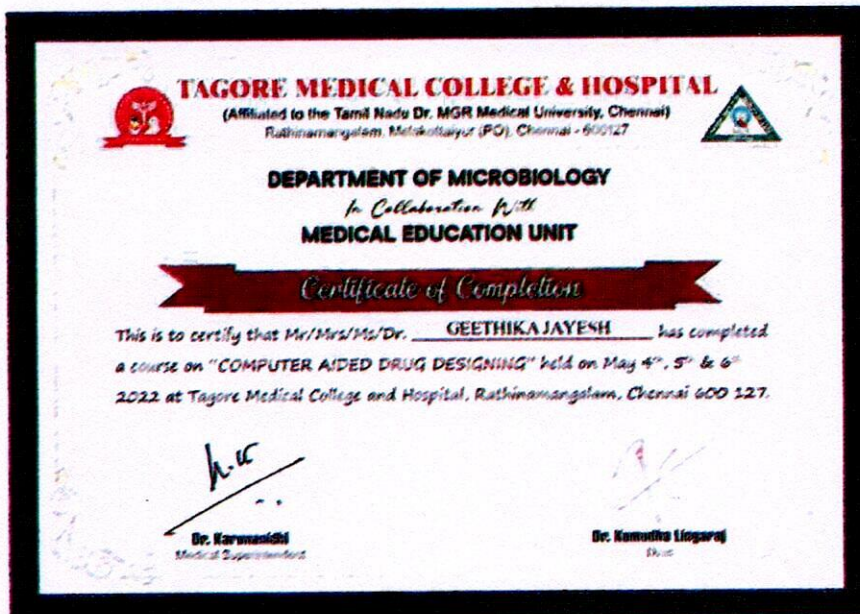 TAGORE MEDICAL COLLEGE & HOSPITAL
(Affiliated to the Tamil Nadu Dr. MGR Medical University, Chennai)
Rathinamangalam, Melakottaiyur (PO), Chennai - 600127
DEPARTMENT OF MICROBIOLOGY
In Collaboration With
MEDICAL EDUCATION UNIT
Certificate of Completion
This is to certify that Mr/Mrs/Ms/Dr. GEETHIKA JAYESH has completed
a course on "COMPUTER AIDED DRUG DESIGNING" held on May 4th, 5th & 6th
2022 at Tagore Medical College and Hospital, Rathinamangalam, Chennai 600 127.
Dr. Karunanidhi
Dr. Kamudha Lingaraj
Medical Superintendent